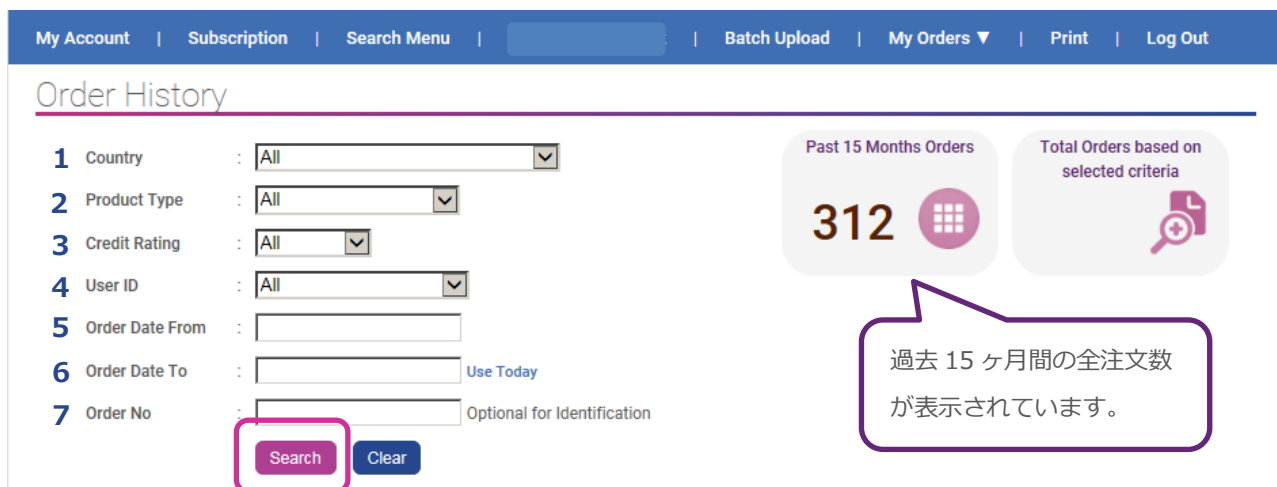 My Account | Subscription | Search Menu | | Batch Upload | My Orders ▼ | Print | Log Out
Order History
1 Country : All
2 Product Type : All
3 Credit Rating : All
4 User ID : All
5 Order Date From :
6 Order Date To : Use Today
7 Order No : Optional for Identification
Search Clear
Past 15 Months Orders
312
Total Orders based on
selected criteria
過去 15 ヶ月間の全注文数
が表示されています。